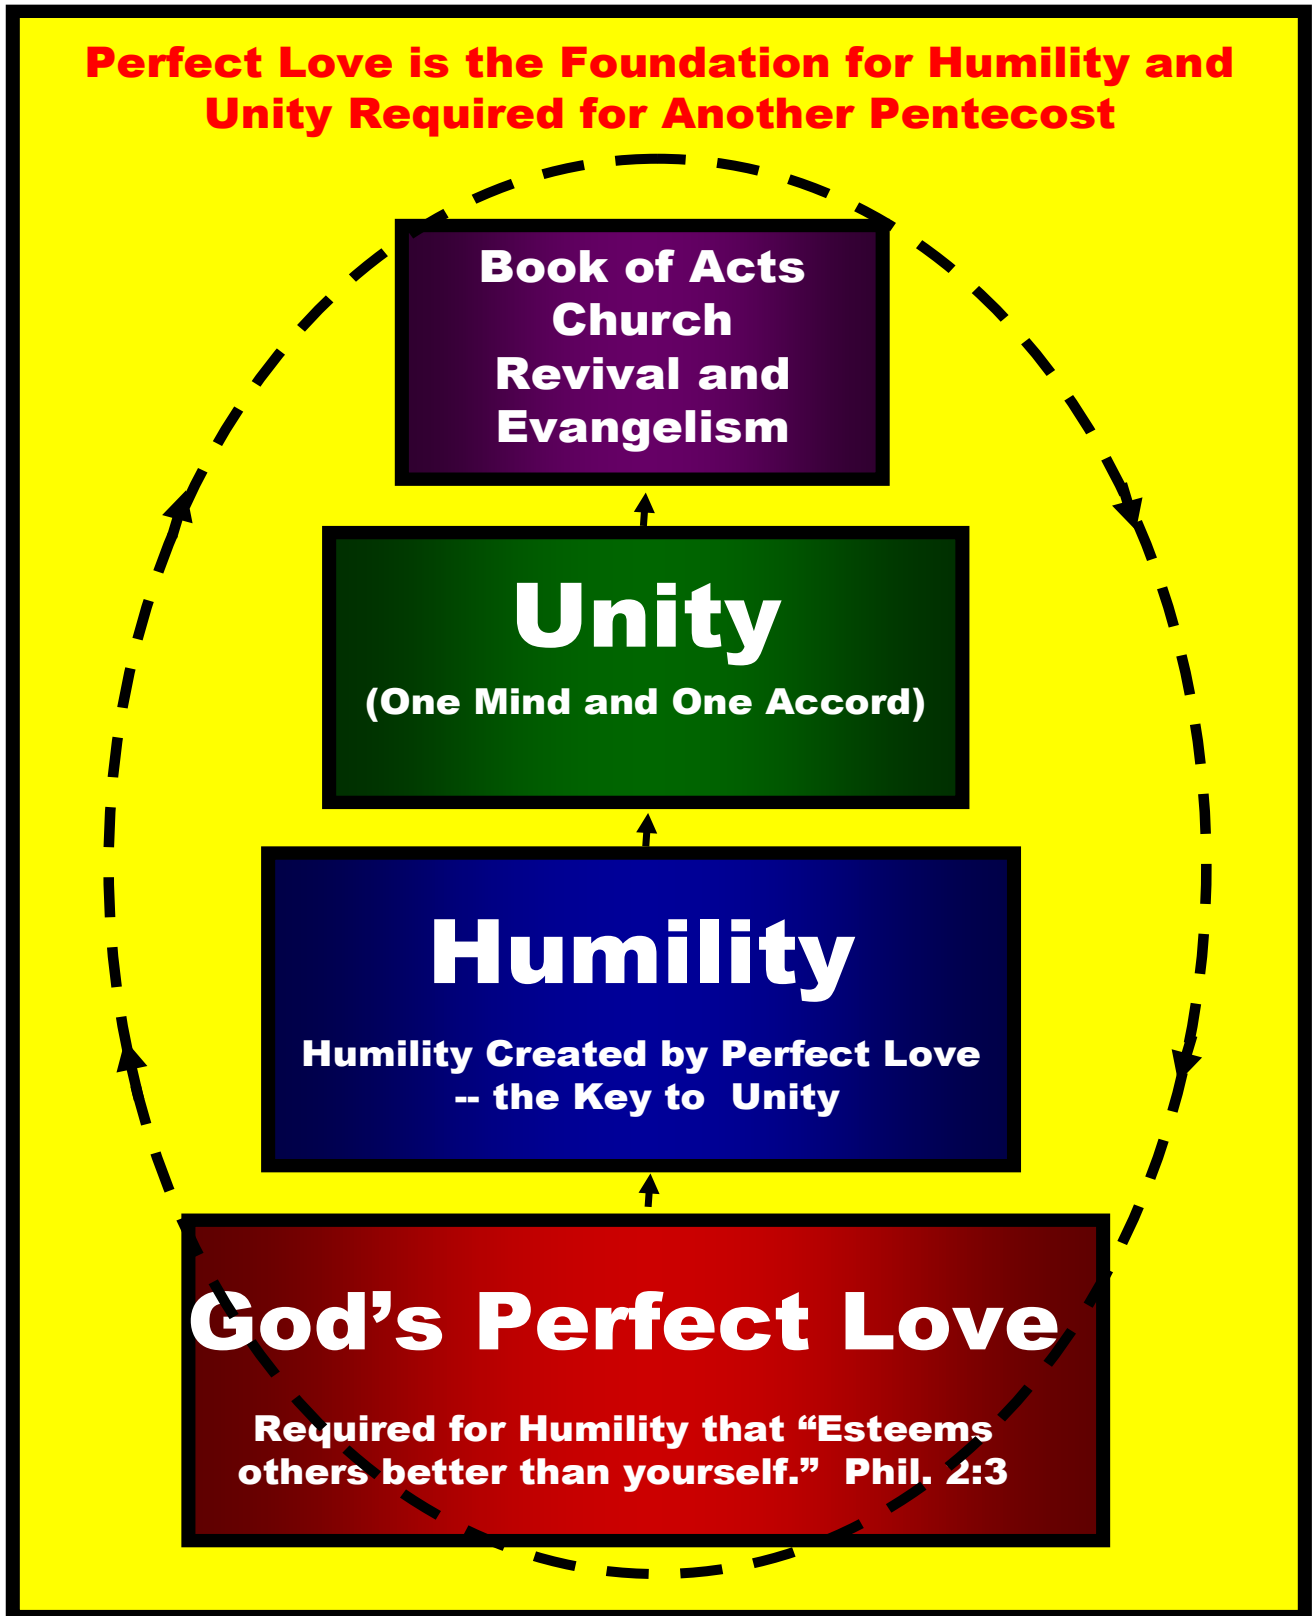 Perfect Love is the Foundation for Humility and
Unity Required for Another Pentecost
Book of Acts
Church
Revival and
Evangelism
Unity
(One Mind and One Accord)
Humility
Humility Created by Perfect Love
-- the Key to  Unity
God’s Perfect Love
Required for Humility that “Esteems
others better than yourself.”  Phil. 2:3